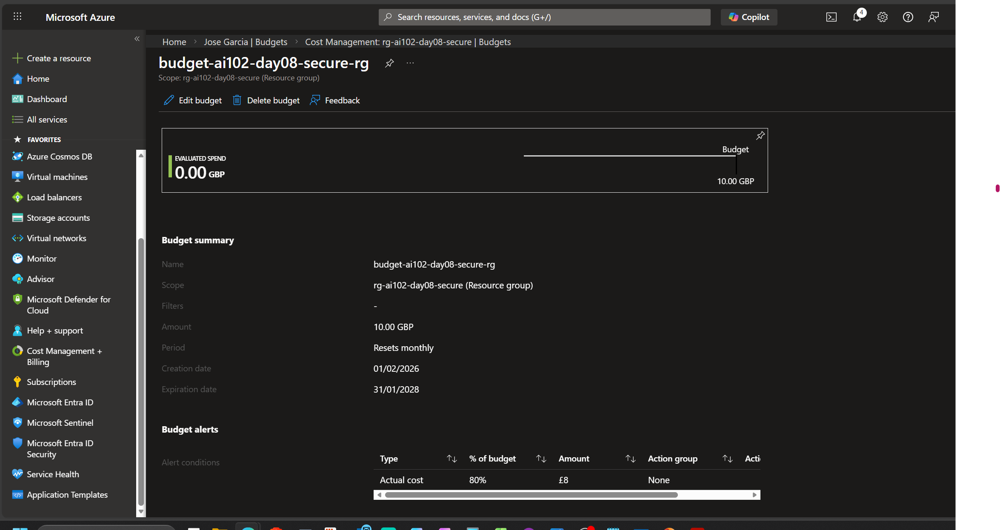 Microsoft Azure
Search resources, services, and docs (G+/)
Copilot
4
Home
Jose Garcia | Budgets
Cost Management: rg-ai102-day08-secure | Budgets
budget-ai102-day08-secure-rg
Scope: rg-ai102-day08-secure (Resource group)
Edit budget
Delete budget
Feedback
Create a resource
Home
Dashboard
All services
FAVORITES
Azure Cosmos DB
Virtual machines
Load balancers
Storage accounts
Virtual networks
Monitor
Advisor
Microsoft Defender for
Cloud
Help + support
Cost Management +
Billing
Subscriptions
Microsoft Entra ID
Microsoft Sentinel
Microsoft Entra ID
Security
Service Health
Application Templates
EVALUATED SPEND
0.00 GBP
Budget
10.00 GBP
Budget summary
Name budget-ai102-day08-secure-rg
Scope rg-ai102-day08-secure (Resource group)
Filters -
Amount 10.00 GBP
Period Resets monthly
Creation date 01/02/2026
Expiration date 31/01/2028
Budget alerts
Alert conditions
Type % of budget Amount Action group Acti
Actual cost 80% £8 None